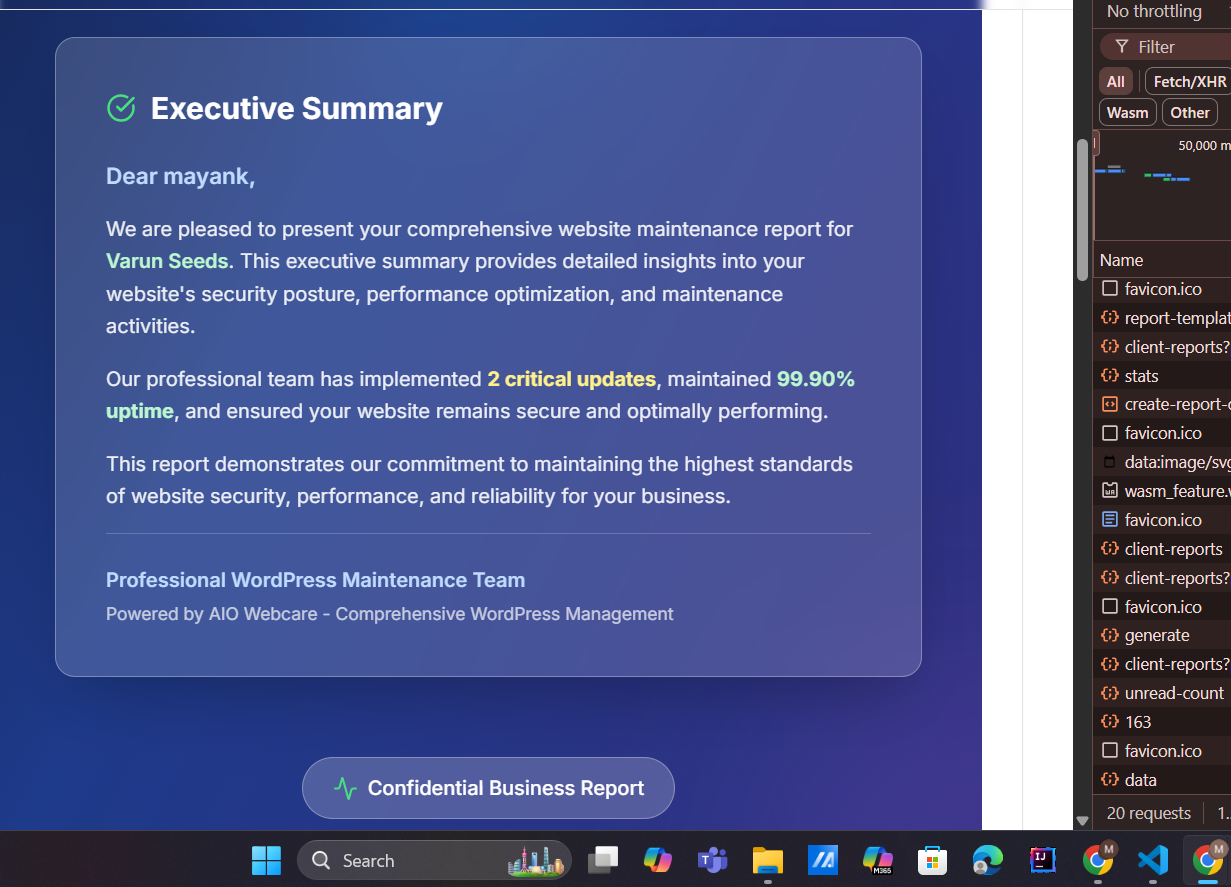 No throttling
Filter
All
Fetch/XHR
Wasm
Other
50,000 m
Executive Summary
Dear mayank,
We are pleased to present your comprehensive website maintenance report for
Varun Seeds. This executive summary provides detailed insights into your
website's security posture, performance optimization, and maintenance
activities.
Our professional team has implemented 2 critical updates, maintained 99.90%
uptime, and ensured your website remains secure and optimally performing.
This report demonstrates our commitment to maintaining the highest standards
of website security, performance, and reliability for your business.
Professional WordPress Maintenance Team
Powered by AIO Webcare - Comprehensive WordPress Management
Confidential Business Report
Name
favicon.ico
report-templat
client-reports?
stats
create-report-c
favicon.ico
data:image/svg
wasm_feature.w
favicon.ico
client-reports
client-reports?
favicon.ico
generate
client-reports?
unread-count
163
favicon.ico
data
20 requests
1..
Search
M365
IJ
M
M